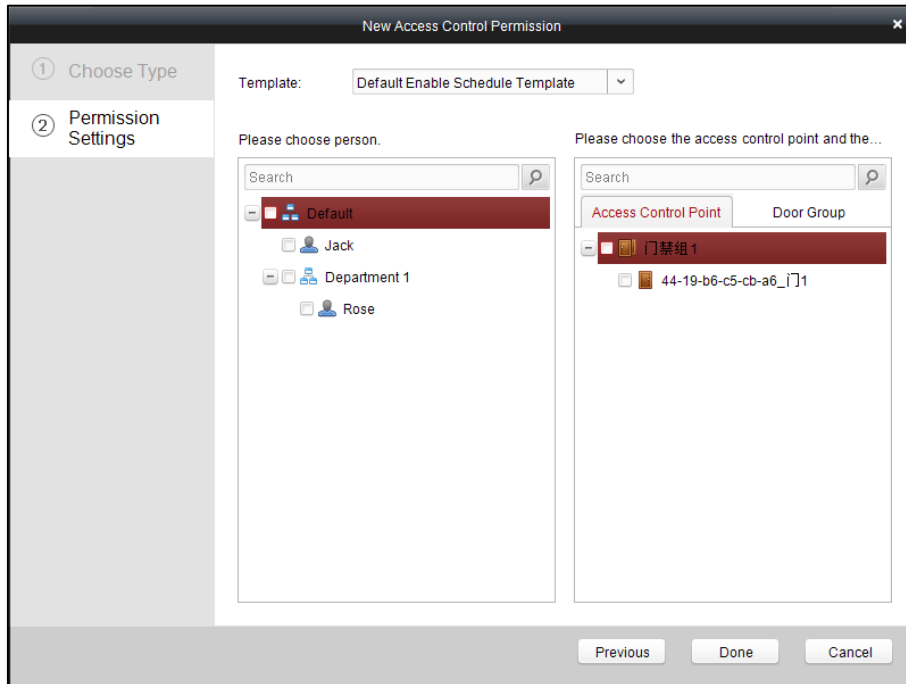 New Access Control Permission
×
1 Choose Type
2 Permission
Settings
Template: Default Enable Schedule Template
Please choose person.
Search
Default
Jack
Department 1
Rose
Please choose the access control point and the...
Search
Access Control Point Door Group
门禁组1
44-19-b6-c5-cb-a6_门1
Previous Done Cancel